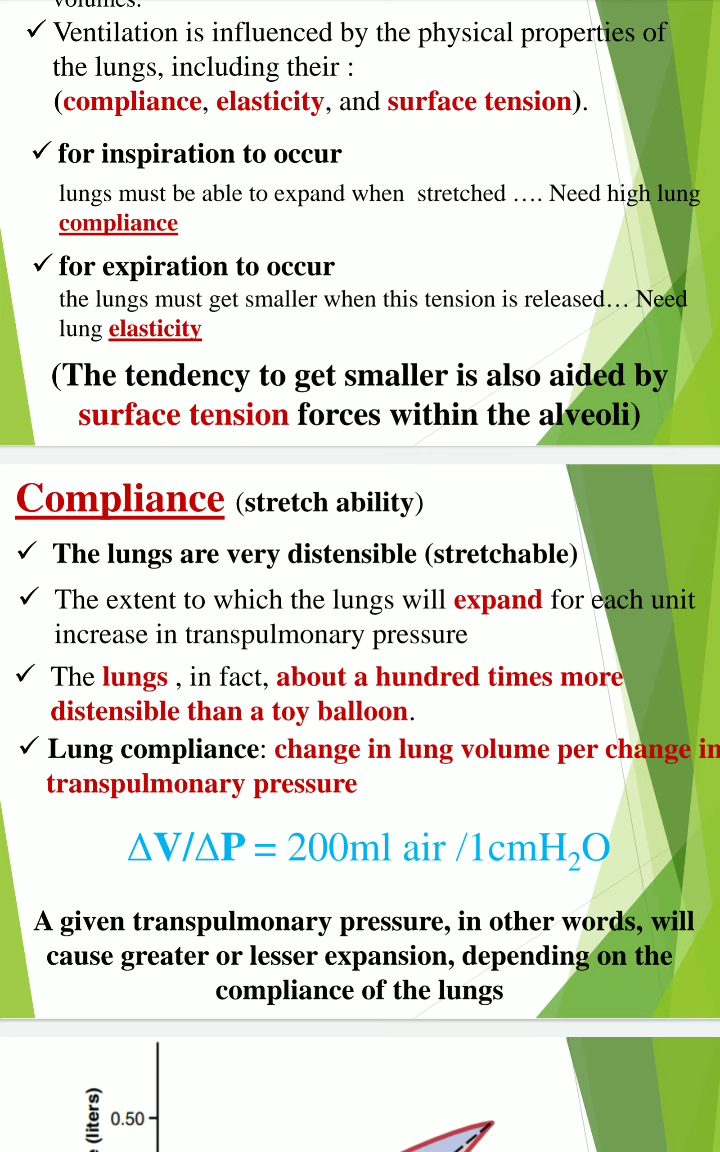 volumes.
✓ Ventilation is influenced by the physical properties of
the lungs, including their :
(compliance, elasticity, and surface tension).
✓ for inspiration to occur
lungs must be able to expand when stretched …. Need high lung
compliance
✓ for expiration to occur
the lungs must get smaller when this tension is released… Need
lung elasticity
(The tendency to get smaller is also aided by
surface tension forces within the alveoli)
Compliance (stretch ability)
✓ The lungs are very distensible (stretchable)
✓ The extent to which the lungs will expand for each unit
increase in transpulmonary pressure
✓ The lungs , in fact, about a hundred times more
distensible than a toy balloon.
✓ Lung compliance: change in lung volume per change in
transpulmonary pressure
ΔV/ΔP = 200ml air /1cmH₂O
A given transpulmonary pressure, in other words, will
cause greater or lesser expansion, depending on the
compliance of the lungs
(liters)
0.50